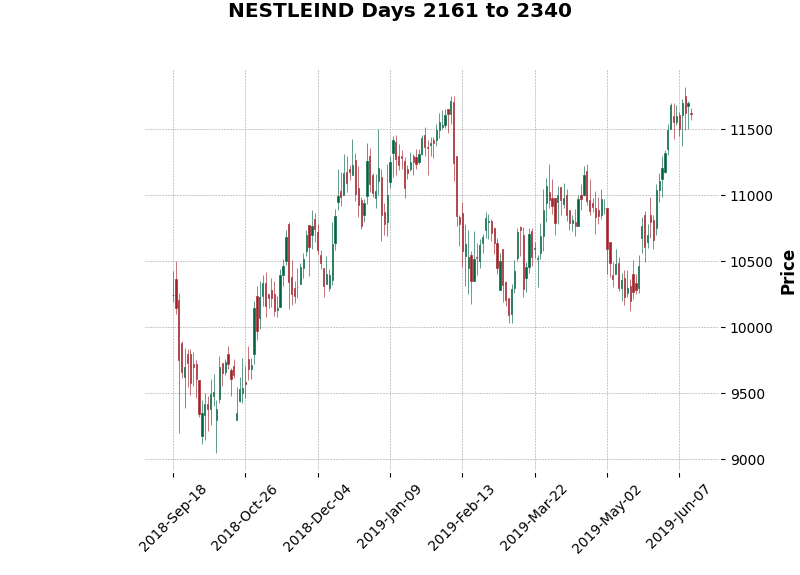 NESTLEIND Days 2161 to 2340
11500
11000
10500
10000
9500
9000
Price
2018-Sep-18
2018-Oct-26
2018-Dec-04
2019-Jan-09
2019-Feb-13
2019-Mar-22
2019-May-02
2019-Jun-07